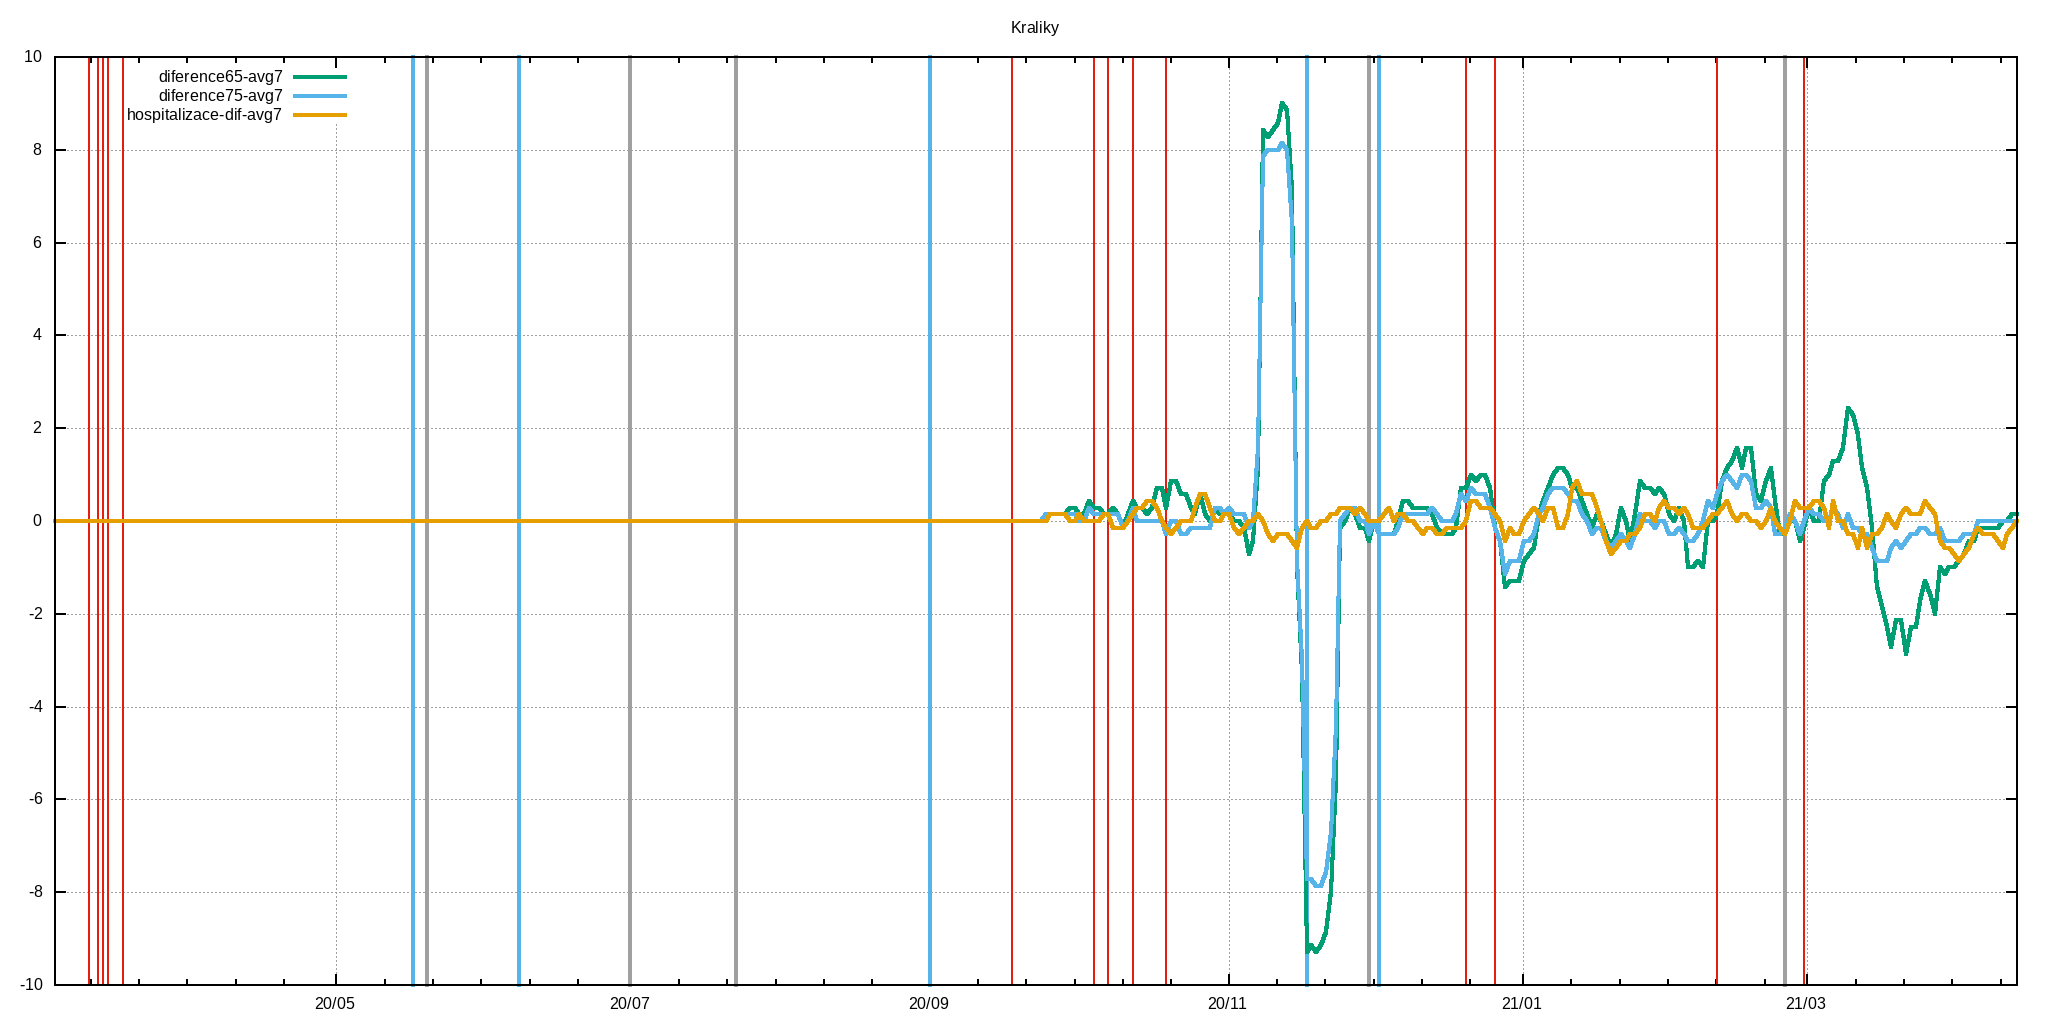 Kraliky
10
diference65-avg7
diference75-avg7
hospitalizace-dif-avg7
8
6
4
2
0
-2
-4
-6
-8
-10
20/05 20/07 20/09 20/11 21/01 21/03